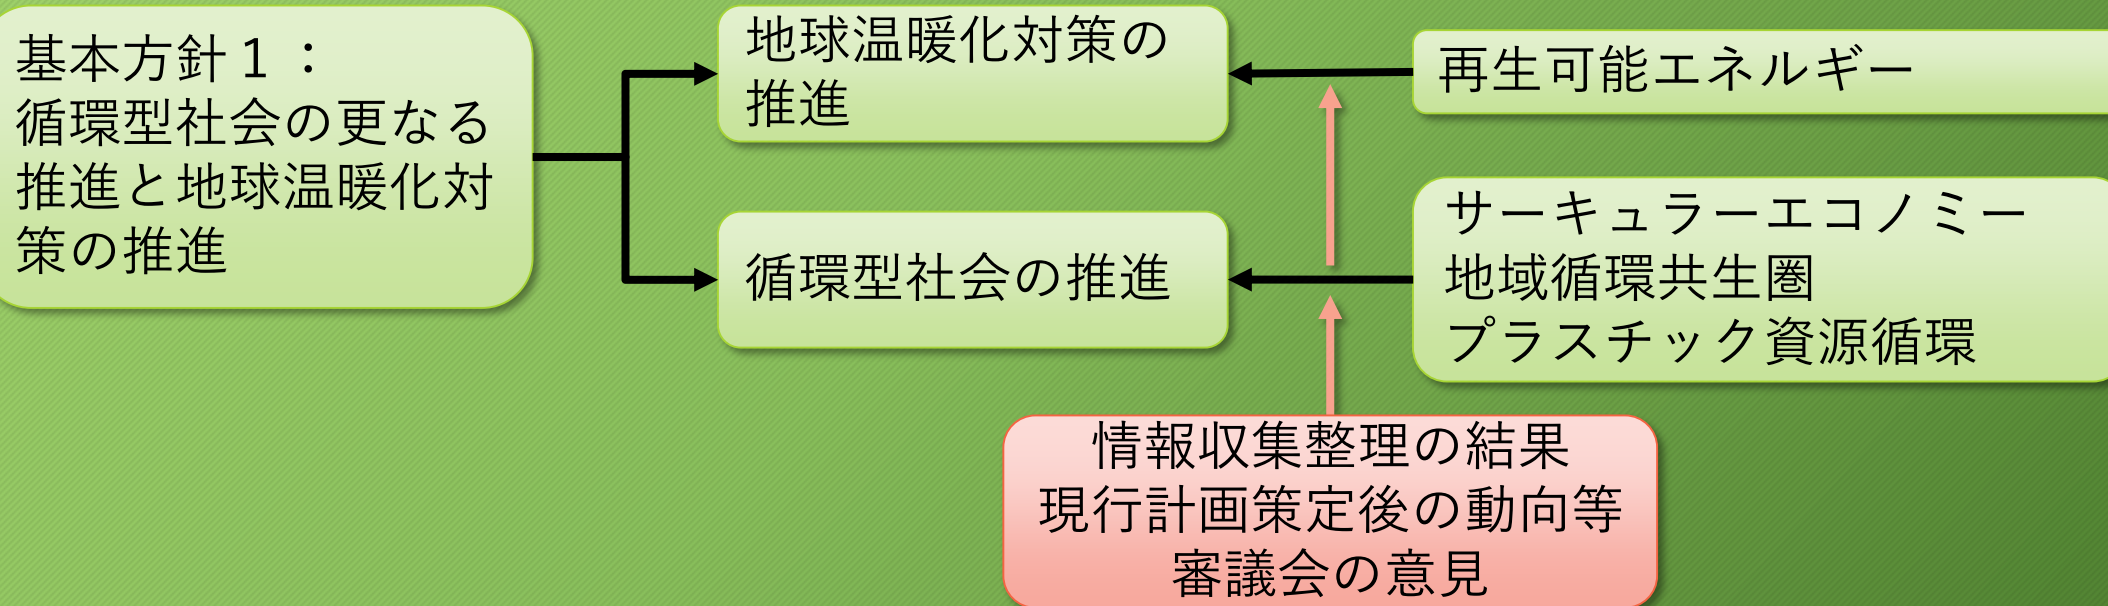 基本方針１：
循環型社会の更なる
推進と地球温暖化対
策の推進
地球温暖化対策の
推進
循環型社会の推進
再生可能エネルギー
サーキュラーエコノミー
地域循環共生圏
プラスチック資源循環
情報収集整理の結果
現行計画策定後の動向等
審議会の意見